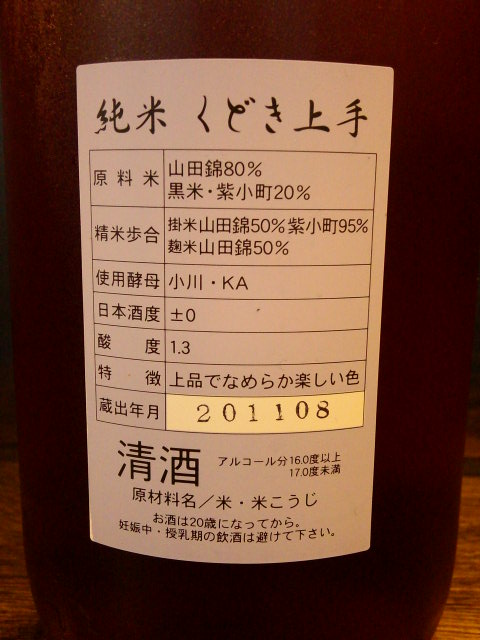 純米 くどき上手
原料米 山田錦80%
黒米・紫小町20%
精米歩合 掛米山田錦50%紫小町95%
麹米山田錦50%
使用酵母 小川・KA
日本酒度 ±0
酸度 1.3
特徴 上品でなめらか楽しい色
蔵出年月 201108
清酒 アルコール分16.0度以上
17.0度未満
原材料名/米・米こうじ
お酒は20歳になってから。
妊娠中・授乳期の飲酒は避けて下さい。